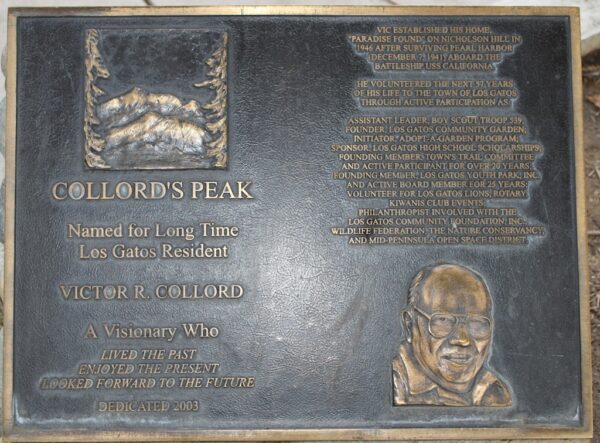 COLLORD'S PEAK
Named for Long Time
Los Gatos Resident
VICTOR R. COLLORD
A Visionary Who
LIVED THE PAST
ENJOYED THE PRESENT
LOOKED FORWARD TO THE FUTURE
DEDICATED 2003
VIC ESTABLISHED HIS HOME,
"PARADISE FOUND", ON NICHOLSON HILL IN
1946 AFTER SURVIVING PEARL HARBOR
DECEMBER 7, 1941, ABOARD THE
BATTLESHIP USS CALIFORNIA.
HE VOLUNTEERED THE NEXT 57 YEARS
OF HIS LIFE TO THE TOWN OF LOS GATOS
THROUGH ACTIVE PARTICIPATION AS:
ASSISTANT LEADER, BOY SCOUT TROOP 539;
FOUNDER, LOS GATOS COMMUNITY GARDEN;
INITIATOR "ADOPT-A-GARDEN PROGRAM;
SPONSOR, LOS GATOS HIGH SCHOOL SCHOLARSHIPS;
FOUNDING MEMBER, TOWN'S TRAIL COMMITTEE
AND ACTIVE PARTICIPANT FOR OVER 20 YEARS;
FOUNDING MEMBER, LOS GATOS YOUTH PARK, INC.
AND ACTIVE BOARD MEMBER FOR 25 YEARS;
VOLUNTEER FOR LOS GATOS LIONS, ROTARY,
KIWANIS CLUB EVENTS.
PHILANTHROPIST INVOLVED WITH THE
LOS GATOS COMMUNITY FOUNDATION, INC.,
WILDLIFE FEDERATION, THE NATURE CONSERVANCY,
AND MID-PENINSULA OPEN SPACE DISTRICT.